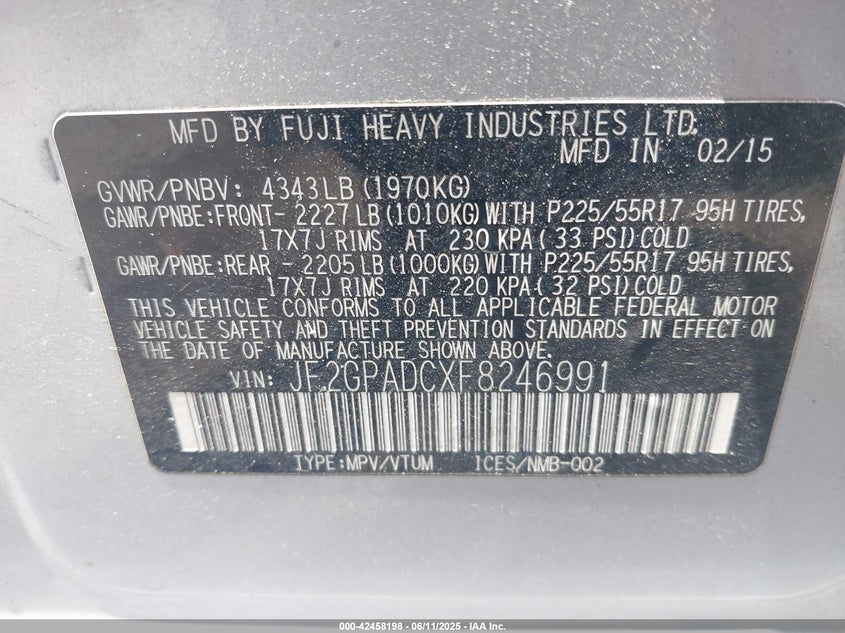 MFD BY FUJI HEAVY INDUSTRIES LTD.
MFD IN 02/15
GVWR/PNBV: 4343LB (1970KG)
GAWR/PNBE:FRONT- 2227 LB (1010KG) WITH P225/55R17 95H TIRES,
17X7J RIMS AT 230 KPA( 33 PSI) COLD
GAWR/PNBE:REAR - 2205 LB (1000KG) WITH P225/55R17 95H TIRES,
17X7J RIMS AT 220 KPA( 32 PSI) COLD
THIS VEHICLE CONFORMS TO ALL APPLICABLE FEDERAL MOTOR
VEHICLE SAFETY AND THEFT PREVENTION STANDARDS IN EFFECT ON
THE DATE OF MANUFACTURE SHOWN ABOVE.
VIN: JF2GPADCXF8246991
TYPE:MPV/VTUM ICES/NMB-002
000-42458198 - 06/11/2025 - IAA Inc.